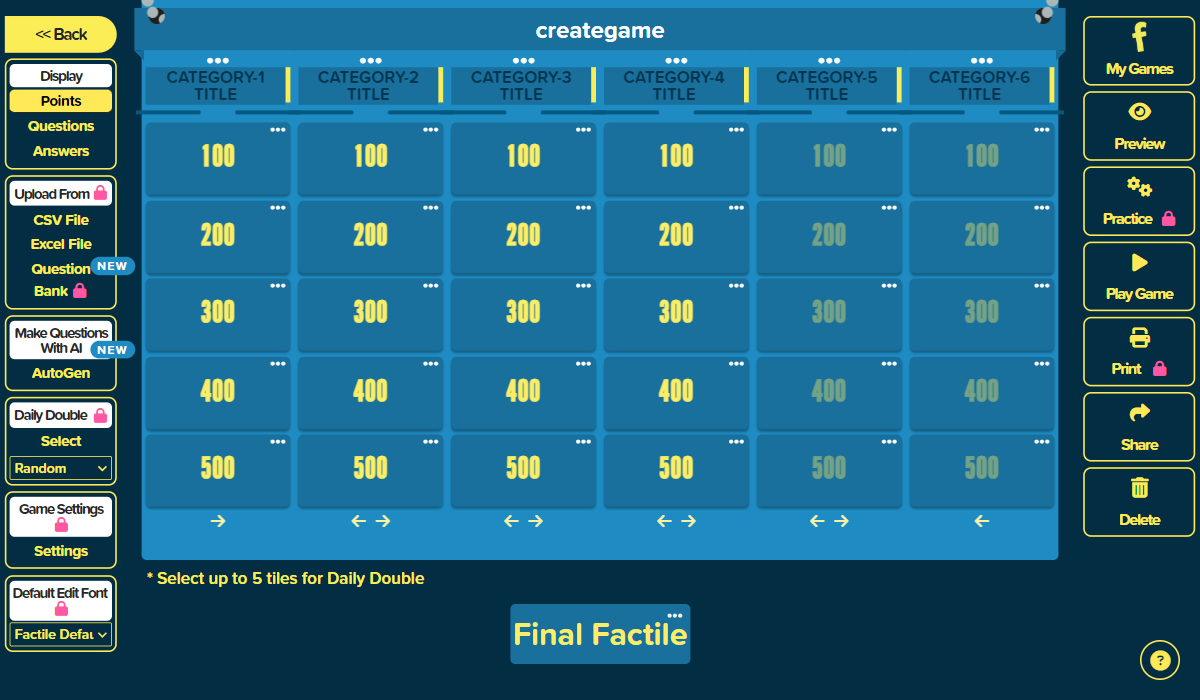 << Back
Display
Points
Questions
Answers
Upload From
CSV File
Excel File
Question
NEW
Bank
Make Questions
With AI
NEW
AutoGen
Daily Double
Select
Random
Game Settings
Settings
Default Edit Font
Factile Defau
creategame
CATEGORY-1
TITLE
CATEGORY-2
TITLE
CATEGORY-3
TITLE
CATEGORY-4
TITLE
CATEGORY-5
TITLE
CATEGORY-6
TITLE
100 100 100 100 100 100
200 200 200 200 200 200
300 300 300 300 300 300
400 400 400 400 400 400
500 500 500 500 500 500
* Select up to 5 tiles for Daily Double
Final Factile
My Games
Preview
Practice
Play Game
Print
Share
Delete
?